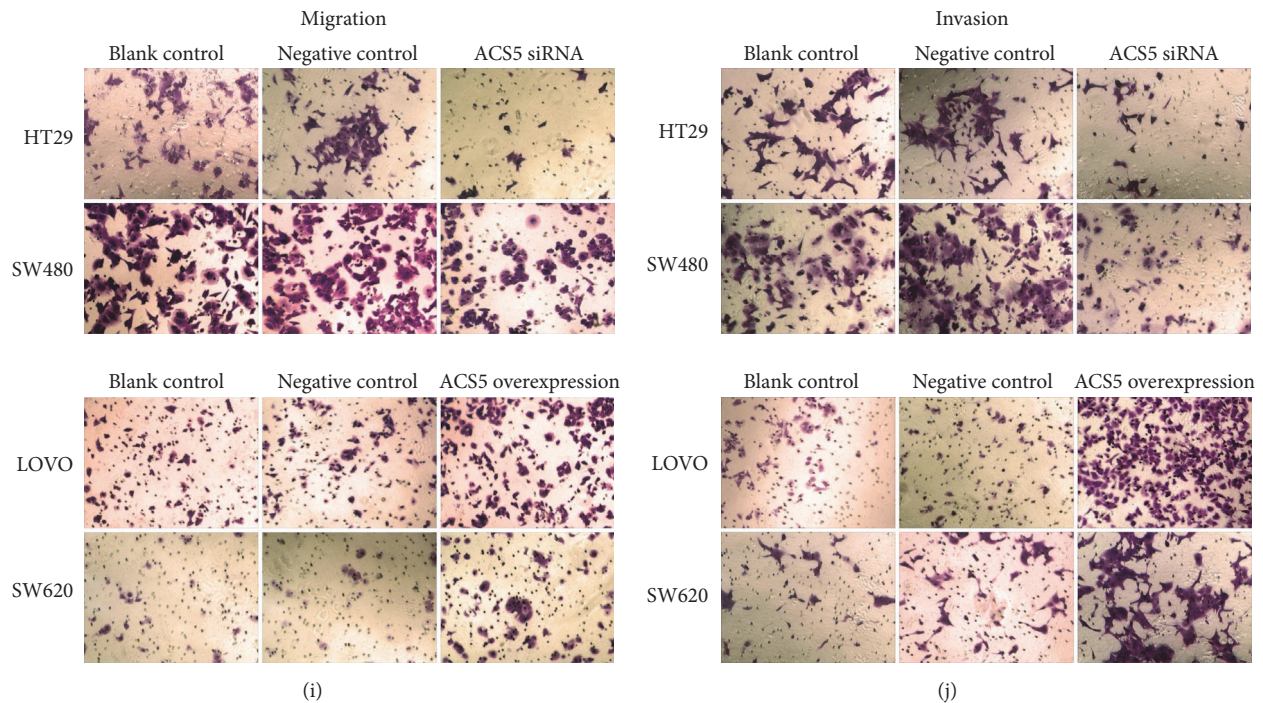 Migration
Blank control Negative control ACS5 siRNA
HT29
SW480
Blank control Negative control ACS5 overexpression
LOVO
SW620
(i)
Invasion
Blank control Negative control ACS5 siRNA
HT29
SW480
Blank control Negative control ACS5 overexpression
LOVO
SW620
(j)